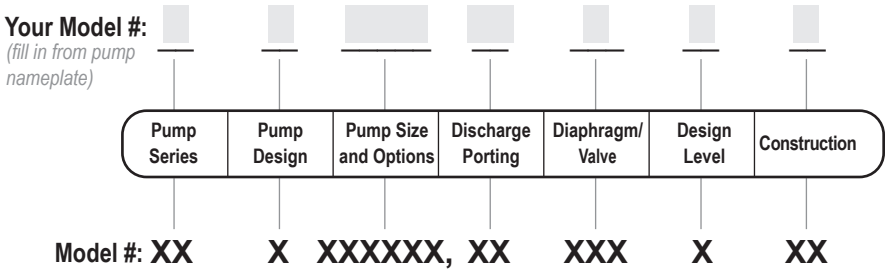 Your Model #:
(fill in from pump
nameplate)
Pump Series
Pump Design
Pump Size and Options
Discharge Porting
Diaphragm/ Valve
Design Level
Construction
Model #: XX X XXXXXX, XX XXX X XX